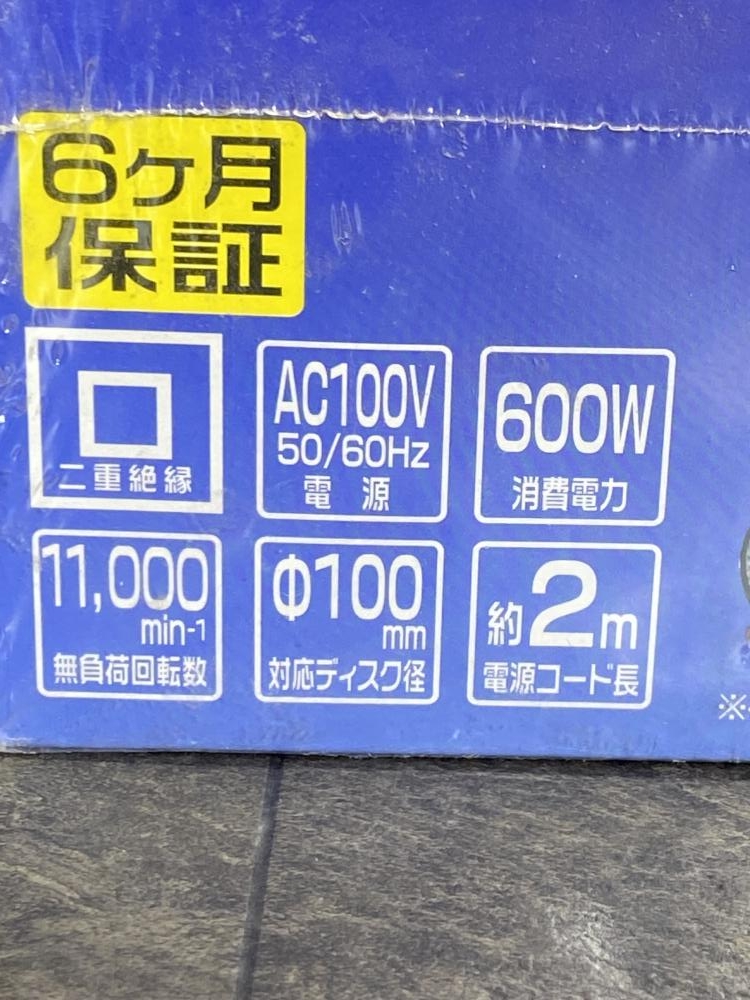 6ヶ月
保証
二重絶縁
AC100V
50/60Hz
電源
600W
消費電力
11,000
min-1
無負荷回転数
Φ100
mm
対応ディスク径
約2m
電源コード長
※